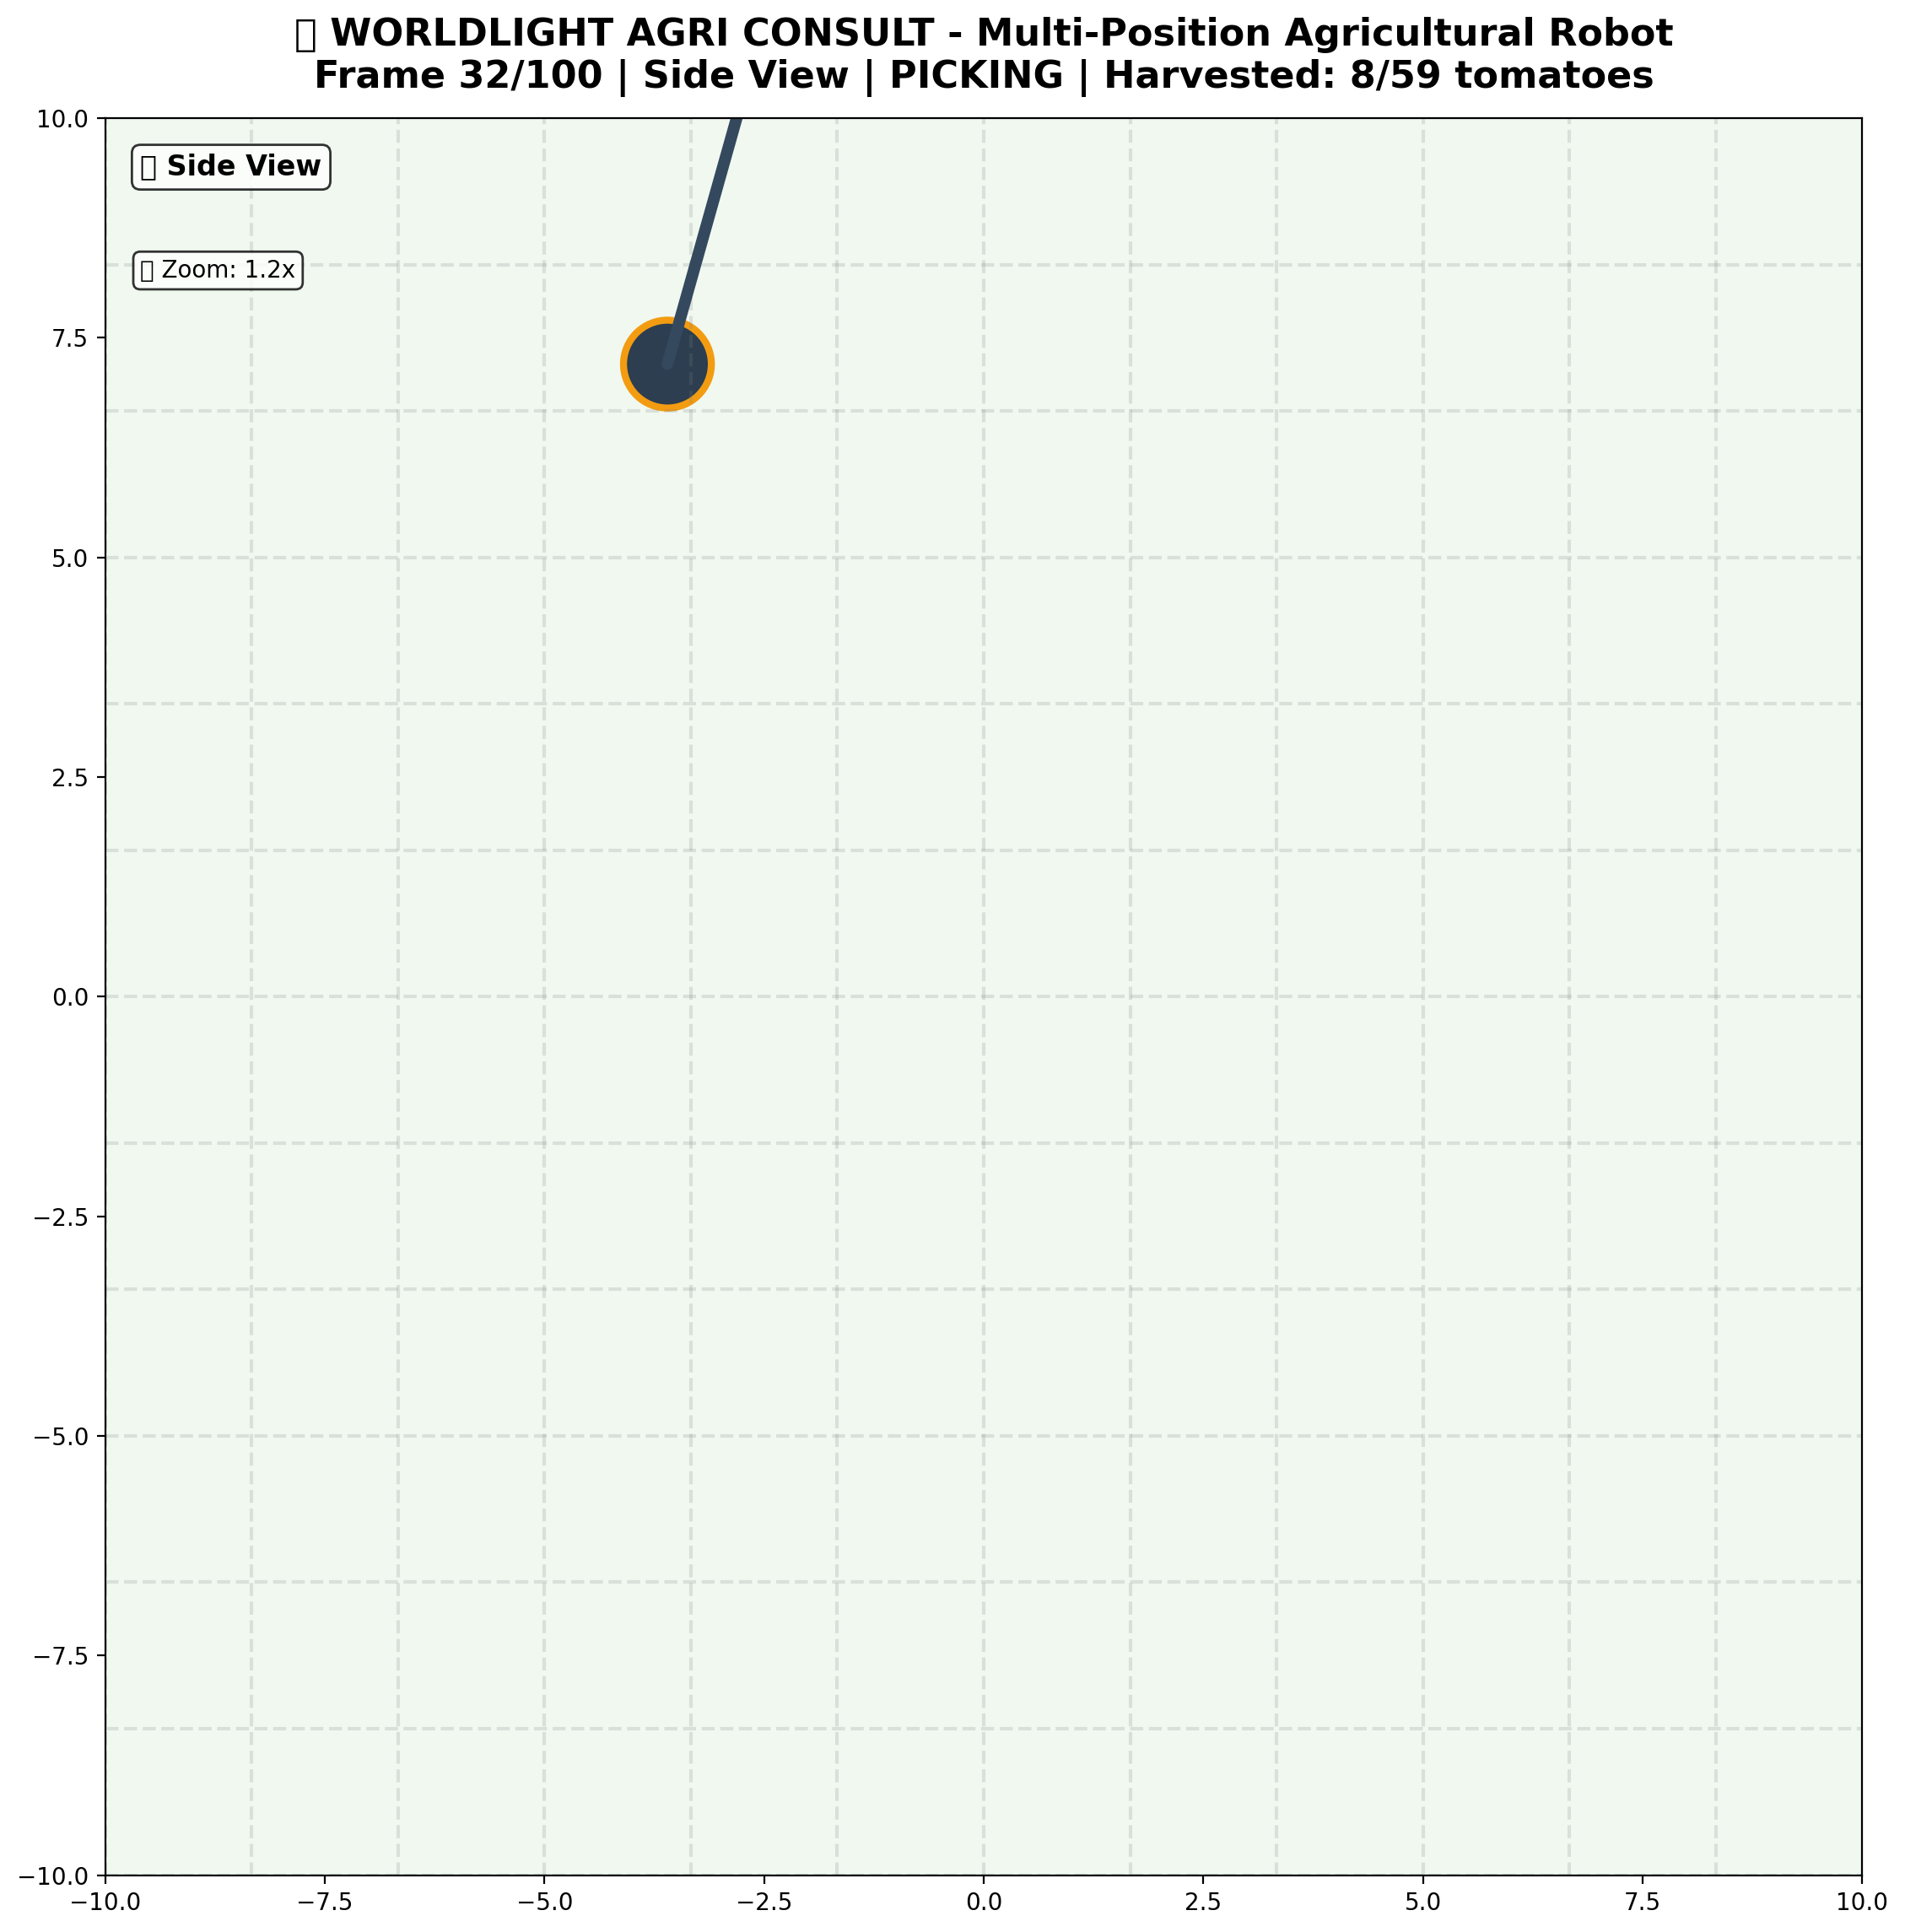 WORLDLIGHT AGRI CONSULT - Multi-Position Agricultural Robot
Frame 32/100 | Side View | PICKING | Harvested: 8/59 tomatoes
Side View
Zoom: 1.2x
10.0
7.5
5.0
2.5
0.0
−2.5
−5.0
−7.5
−10.0
−10.0 −7.5 −5.0 −2.5 0.0 2.5 5.0 7.5 10.0